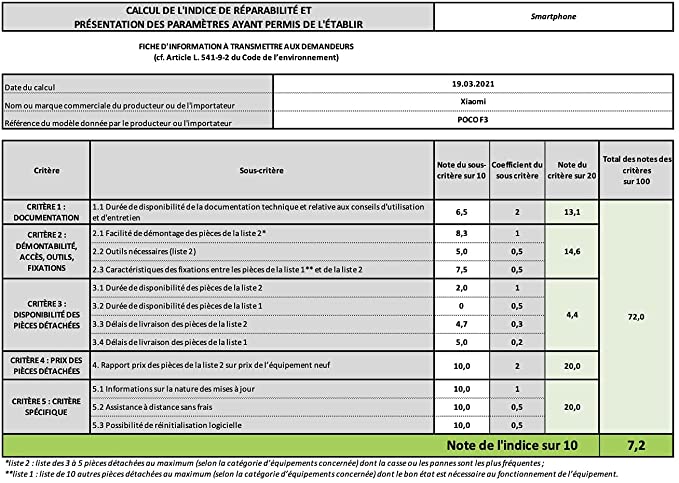 CALCUL DE L'INDICE DE RÉPARABILITÉ ET
PRÉSENTATION DES PARAMÈTRES AYANT PERMIS DE L'ÉTABLIR
Smartphone
FICHE D'INFORMATION À TRANSMETTRE AUX DEMANDEURS
(cf. Article L. 541-9-2 du Code de l'environnement)
Date du calcul 19.03.2021
Nom ou marque commerciale du producteur ou de l'importateur Xiaomi
Référence du modèle donnée par le producteur ou l'importateur POCO F3
Critère Sous-critère Note du sous-critère sur 10 Coefficient du sous critère Note du critère sur 20 Total des notes des critères sur 100
CRITÈRE 1 : DOCUMENTATION
1.1 Durée de disponibilité de la documentation technique et relative aux conseils d'utilisation
et d'entretien 6,5 2 13,1
CRITÈRE 2 : DÉMONTABILITÉ, ACCÈS, OUTILS, FIXATIONS
2.1 Facilité de démontage des pièces de la liste 2* 8,3 1
2.2 Outils nécessaires (liste 2) 5,0 0,5 14,6
2.3 Caractéristiques des fixations entre les pièces de la liste 1** et de la liste 2 7,5 0,5
CRITÈRE 3 : DISPONIBILITÉ DES PIÈCES DÉTACHÉES
3.1 Durée de disponibilité des pièces de la liste 2 2,0 1
3.2 Durée de disponibilité des pièces de la liste 1 0 0,5
4,4 72,0
3.3 Délais de livraison des pièces de la liste 2 4,7 0,3
3.4 Délais de livraison des pièces de la liste 1 5,0 0,2
CRITÈRE 4 : PRIX DES PIÈCES DÉTACHÉES
4. Rapport prix des pièces de la liste 2 sur prix de l'équipement neuf 10,0 2 20,0
CRITÈRE 5 : CRITÈRE SPÉCIFIQUE
5.1 Informations sur la nature des mises à jour 10,0 1
5.2 Assistance à distance sans frais 10,0 0,5 20,0
5.3 Possibilité de réinitialisation logicielle 10,0 0,5
Note de l'indice sur 10 7,2
*liste 2 : liste des 3 à 5 pièces détachées au maximum (selon la catégorie d'équipements concernée) dont la casse ou les pannes sont les plus fréquentes ;
**liste 1 : liste de 10 autres pièces détachées au maximum (selon la catégorie d'équipements concernée) dont le bon état est nécessaire au fonctionnement de l'équipement.